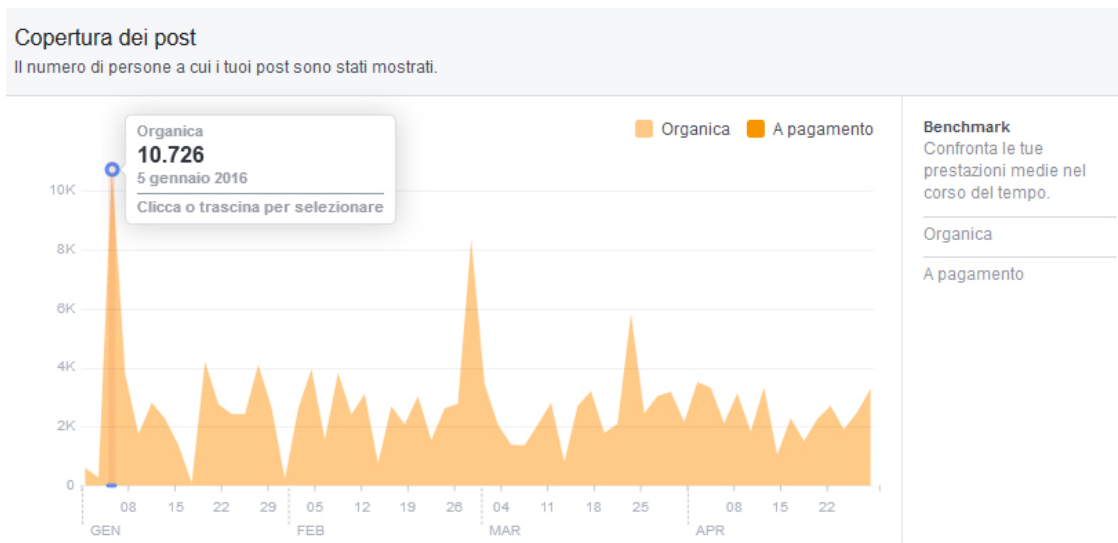 Copertura dei post
Il numero di persone a cui i tuoi post sono stati mostrati.
Organica
10.726
5 gennaio 2016
Clicca o trascina per selezionare
Organica
A pagamento
10K
8K
6K
4K
2K
0
08 15 22 29 05 12 19 26 04 11 18 25 08 15 22
GEN FEB MAR APR
Benchmark
Confronta le tue
prestazioni medie nel
corso del tempo.
Organica
A pagamento